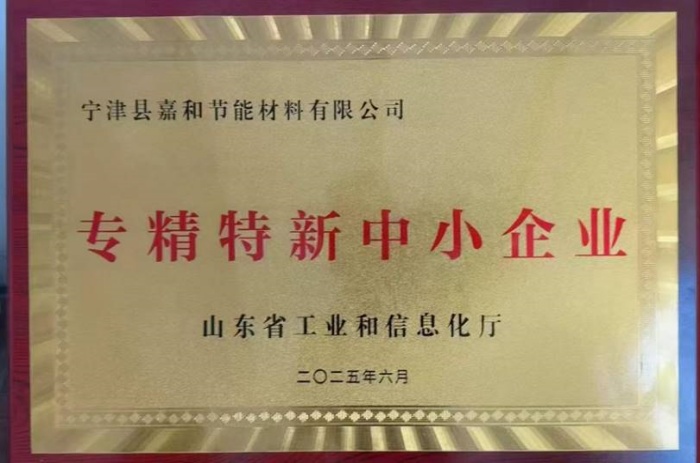 宁津县嘉和节能材料有限公司
专精特新中小企业
山东省工业和信息化厅
二〇二五年六月